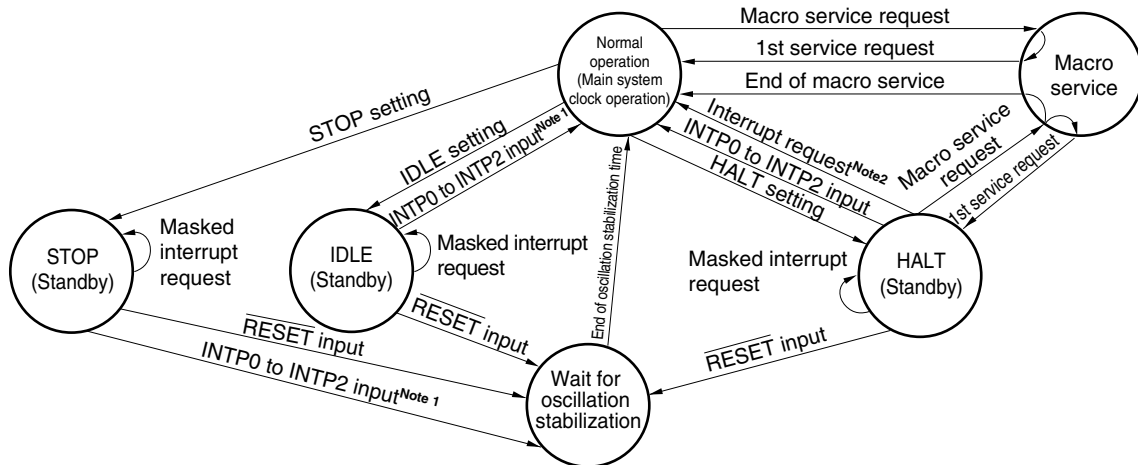 Macro service request
Normal
operation
(Main system
clock operation)
1st service request
End of macro service
Macro
service
STOP setting
IDLE setting
INTP0 to INTP2 input Note 1
Interrupt request Note2
INTP0 to INTP2 input
HALT setting
Macro service
request
1st service request
End of oscillation stabilization time
STOP
(Standby)
Masked
interrupt
request
IDLE
(Standby)
Masked interrupt
request
Masked interrupt
request
HALT
(Standby)
RESET input
INTP0 to INTP2 input Note 1
RESET input
RESET input
Wait for
oscillation
stabilization